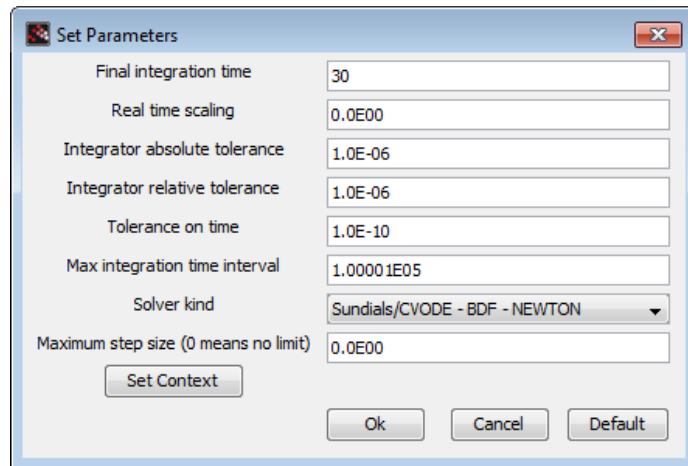 Set Parameters
Final integration time 30
Real time scaling 0.0E00
Integrator absolute tolerance 1.0E-06
Integrator relative tolerance 1.0E-06
Tolerance on time 1.0E-10
Max integration time interval 1.00001E05
Solver kind Sundials/CVODE - BDF - NEWTON
Maximum step size (0 means no limit) 0.0E00
Set Context
Ok Cancel Default